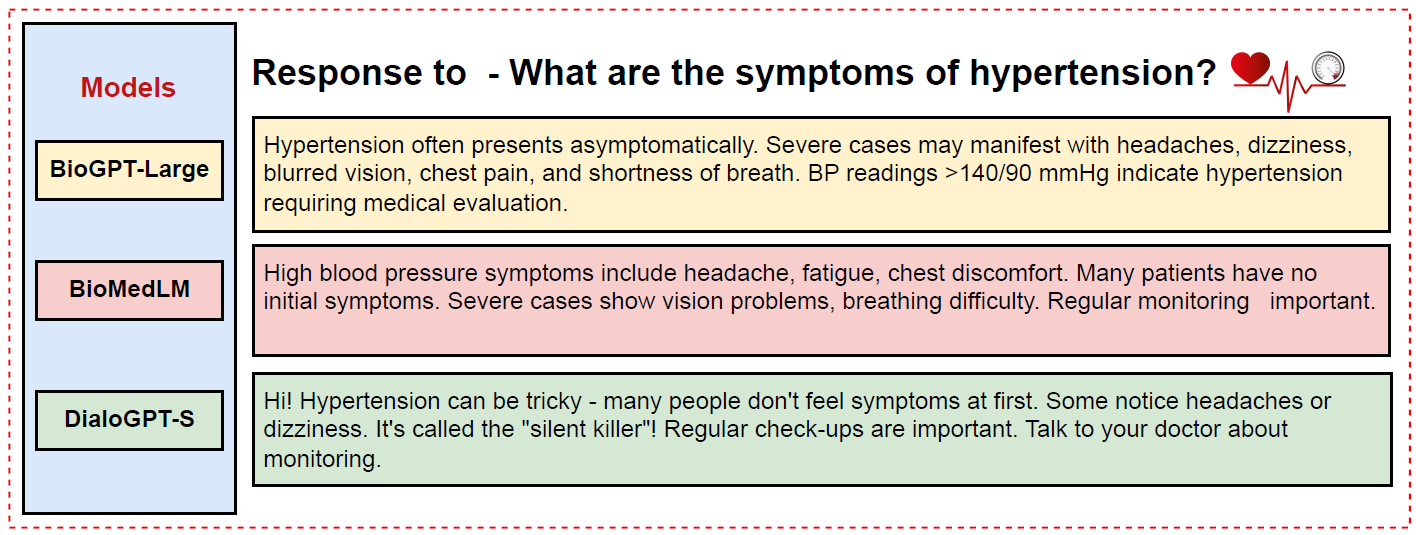 Models
Response to - What are the symptoms of hypertension?
BioGPT-Large
Hypertension often presents asymptomatically. Severe cases may manifest with headaches, dizziness,
blurred vision, chest pain, and shortness of breath. BP readings >140/90 mmHg indicate hypertension
requiring medical evaluation.
BioMedLM
High blood pressure symptoms include headache, fatigue, chest discomfort. Many patients have no
initial symptoms. Severe cases show vision problems, breathing difficulty. Regular monitoring important.
DialoGPT-S
Hi! Hypertension can be tricky - many people don't feel symptoms at first. Some notice headaches or
dizziness. It's called the "silent killer"! Regular check-ups are important. Talk to your doctor about
monitoring.